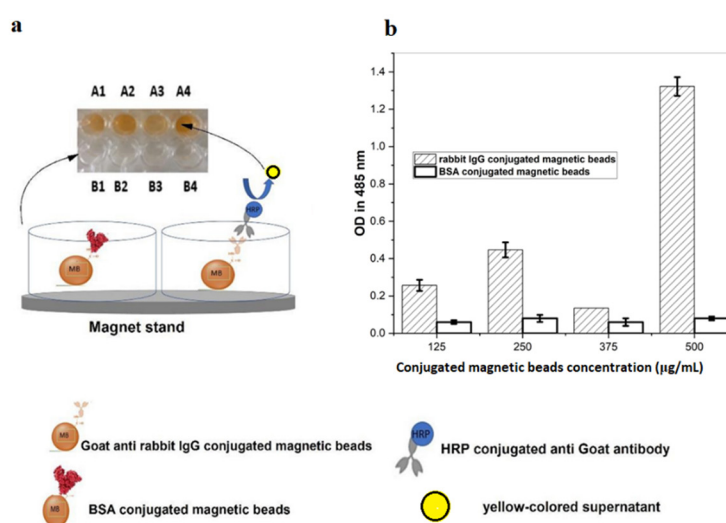 a
A1 A2 A3 A4
B1 B2 B3 B4
HRP
MB
MB
Magnet stand
b
OD in 485 nm
1.4
1.2
1.0
0.8
0.6
0.4
0.2
0.0
rabbit IgG conjugated magnetic beads
BSA conjugated magnetic beads
125 250 375 500
Conjugated magnetic beads concentration (µg/mL)
MB
Goat anti rabbit IgG conjugated magnetic beads
MB
BSA conjugated magnetic beads
HRP
HRP conjugated anti Goat antibody
yellow-colored supernatant